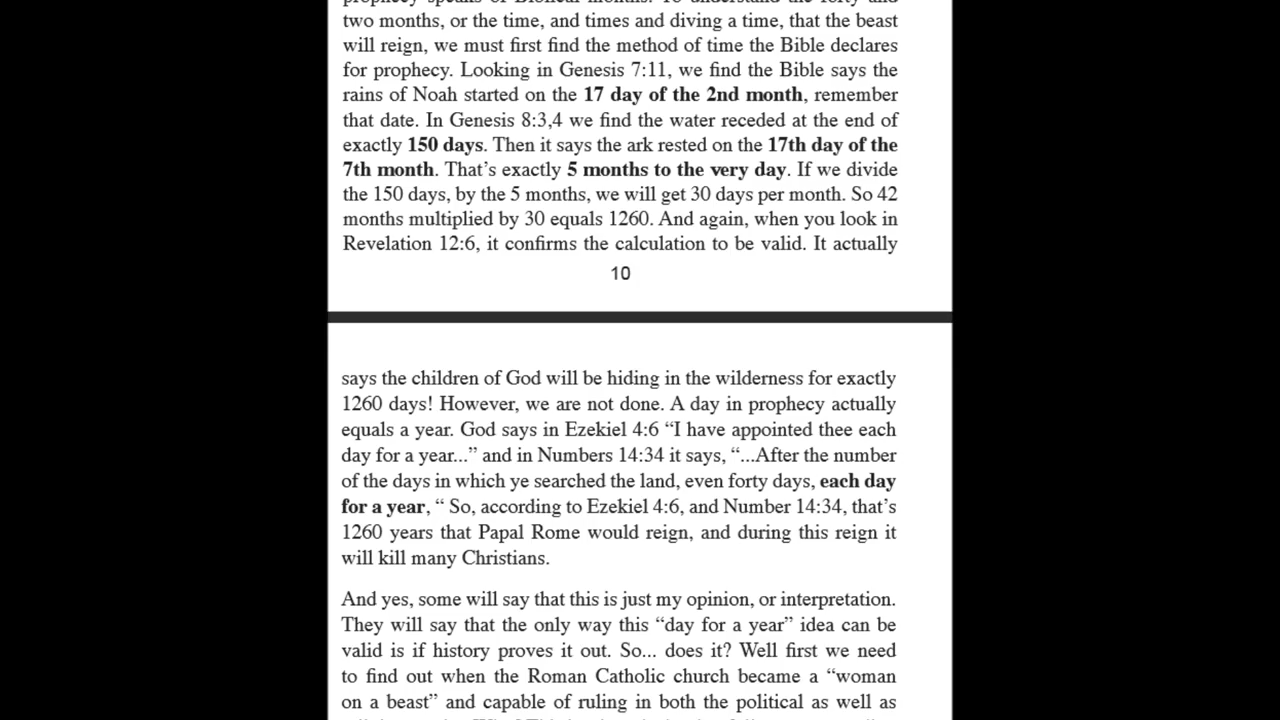 two months, or the time, and times and diving a time, that the beast
will reign, we must first find the method of time the Bible declares
for prophecy. Looking in Genesis 7:11, we find the Bible says the
rains of Noah started on the 17 day of the 2nd month, remember
that date. In Genesis 8:3,4 we find the water receded at the end of
exactly 150 days. Then it says the ark rested on the 17th day of the
7th month. That’s exactly 5 months to the very day. If we divide
the 150 days, by the 5 months, we will get 30 days per month. So 42
months multiplied by 30 equals 1260. And again, when you look in
Revelation 12:6, it confirms the calculation to be valid. It actually
10
says the children of God will be hiding in the wilderness for exactly
1260 days! However, we are not done. A day in prophecy actually
equals a year. God says in Ezekiel 4:6 “I have appointed thee each
day for a year...” and in Numbers 14:34 it says, “...After the number
of the days in which ye searched the land, even forty days, each day
for a year, “ So, according to Ezekiel 4:6, and Number 14:34, that’s
1260 years that Papal Rome would reign, and during this reign it
will kill many Christians.
And yes, some will say that this is just my opinion, or interpretation.
They will say that the only way this “day for a year” idea can be
valid is if history proves it out. So... does it? Well first we need
to find out when the Roman Catholic church became a “woman
on a beast” and capable of ruling in both the political as well as